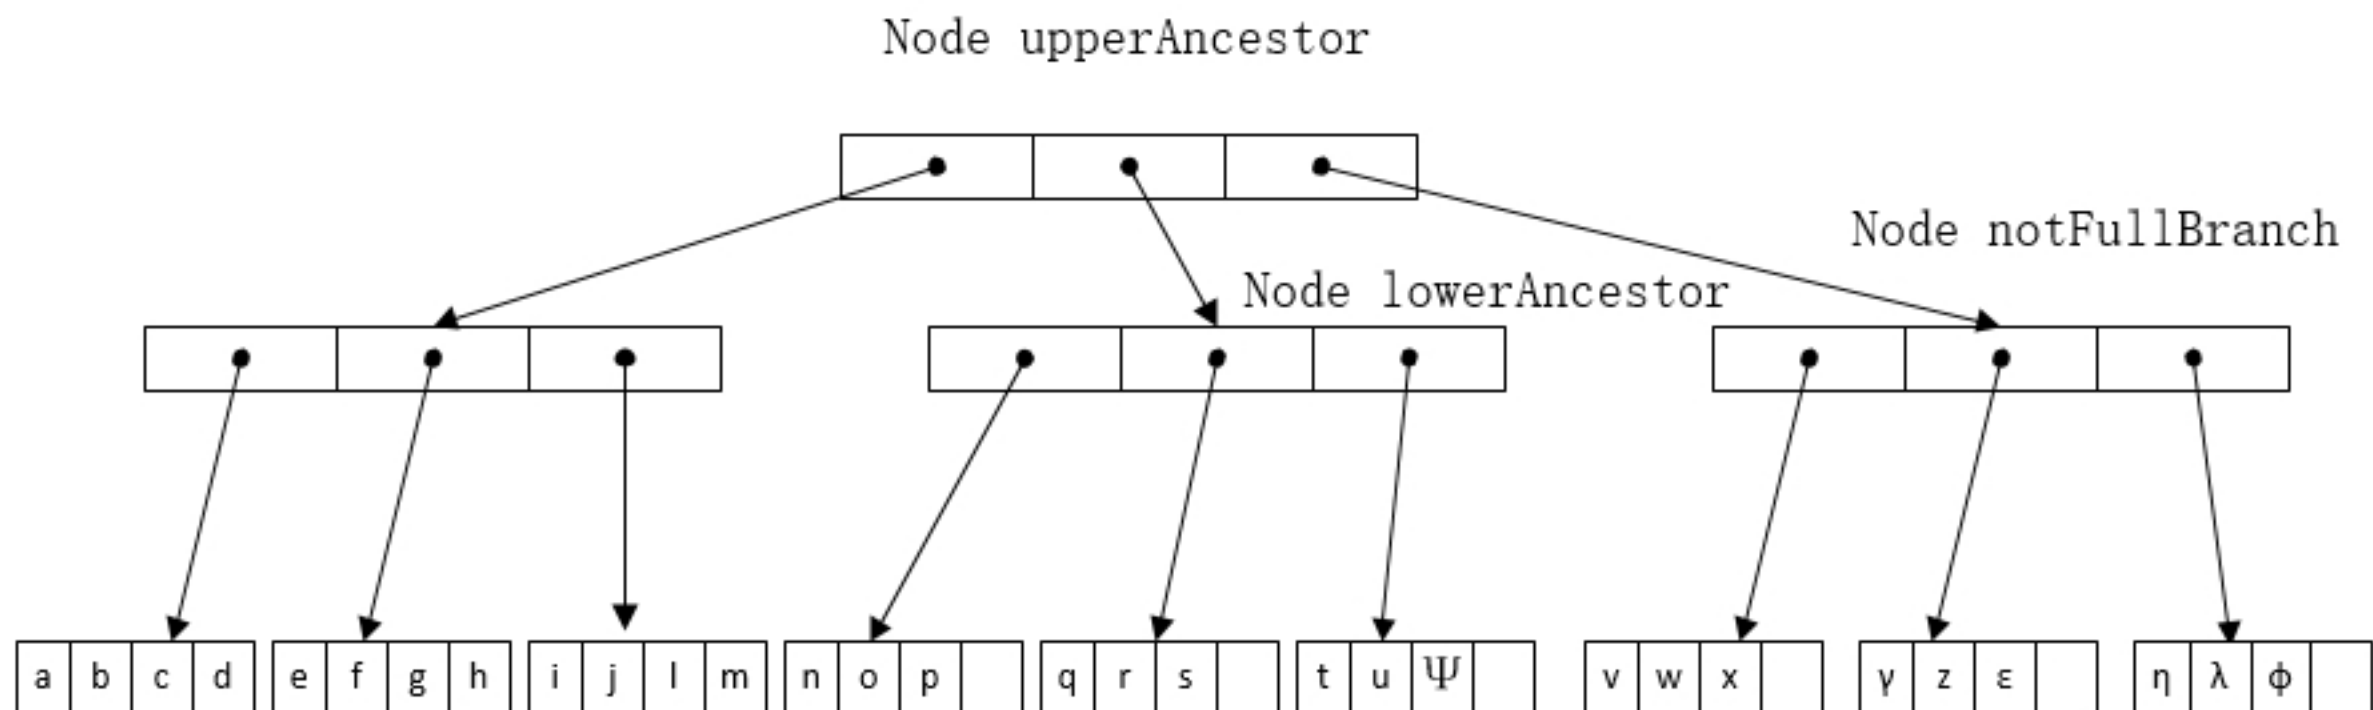 Node upperAncestor
Node notFullBranch
Node lowerAncestor
a b c d e f g h i j l m n o p q r s t u Ψ v w x γ z ε η λ ϕ